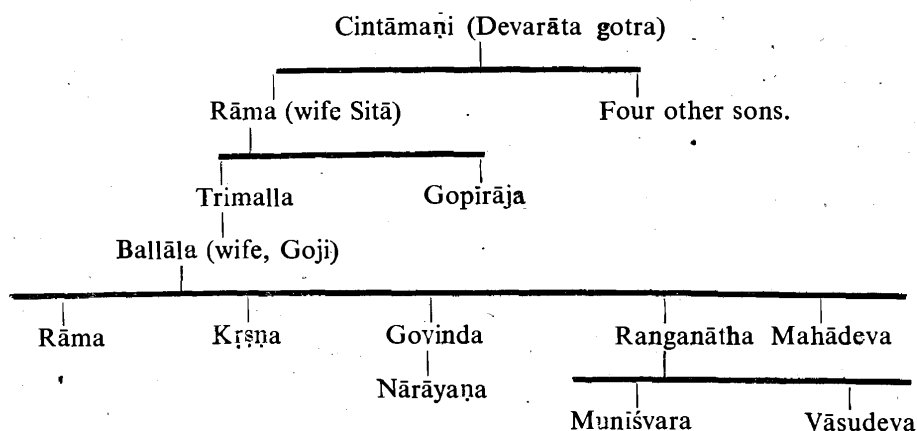 Cintāmaṇi (Devarāta gotra)
Rāma (wife Sitā) Four other sons.
Trimalla Gopirāja
Ballāla (wife, Goji)
Rāma Kṛṣṇa Govinda Ranganātha Mahādeva
Nārāyaṇa
Muniśvara Vāsudeva